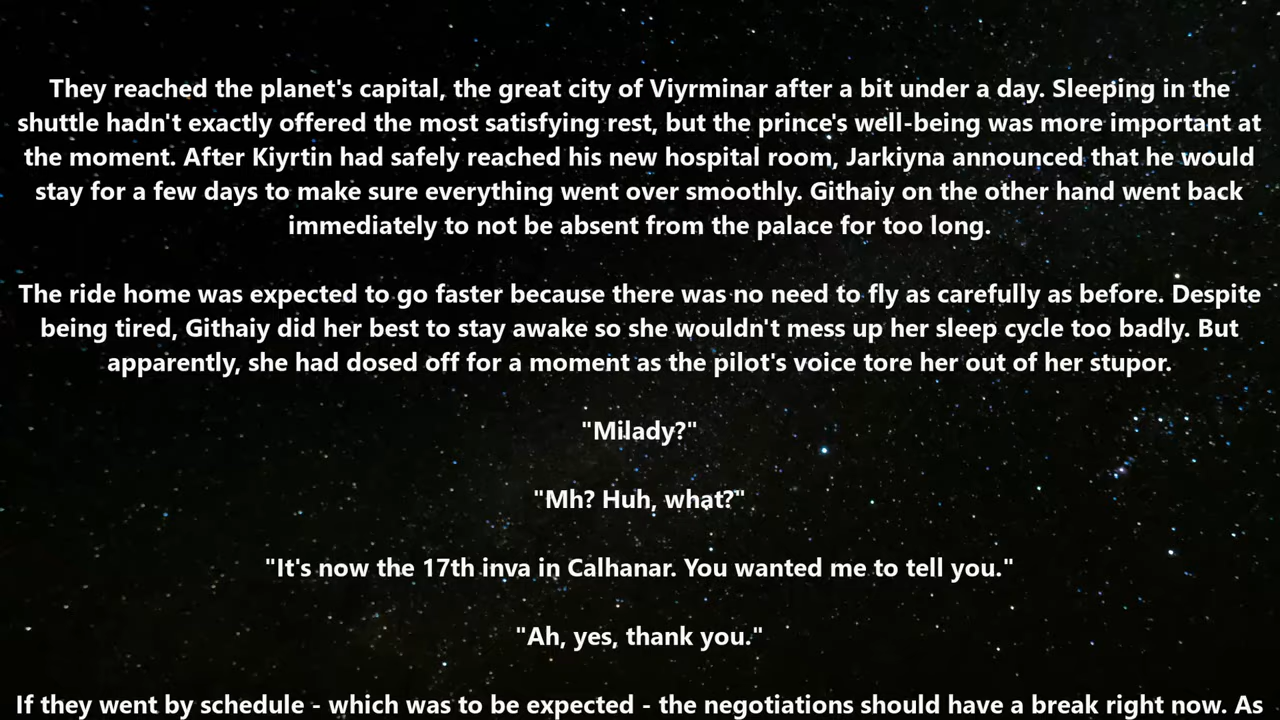 They reached the planet's capital, the great city of Viyrminar after a bit under a day. Sleeping in the
shuttle hadn't exactly offered the most satisfying rest, but the prince's well-being was more important at
the moment. After Kiyrtin had safely reached his new hospital room, Jarkiyna announced that he would
stay for a few days to make sure everything went over smoothly. Githaiy on the other hand went back
immediately to not be absent from the palace for too long.
The ride home was expected to go faster because there was no need to fly as carefully as before. Despite
being tired, Githaiy did her best to stay awake so she wouldn't mess up her sleep cycle too badly. But
apparently, she had dosed off for a moment as the pilot's voice tore her out of her stupor.
"Milady?"
"Mh? Huh, what?"
"It's now the 17th inva in Calhanar. You wanted me to tell you."
"Ah, yes, thank you."
If they went by schedule - which was to be expected - the negotiations should have a break right now. As